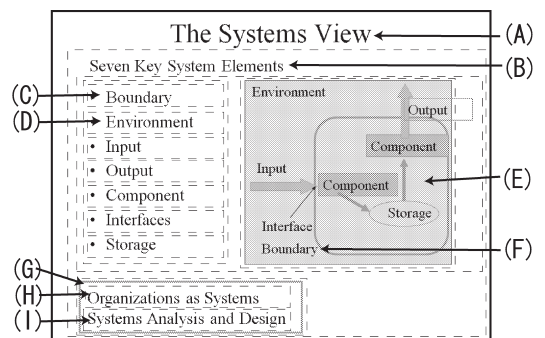 The Systems View
(A)
Seven Key System Elements
(B)
(C)
Boundary
(D)
Environment
• Input
• Output
• Component
• Interfaces
• Storage
Environment
Output
Component
Input
Component
(E)
Storage
Interface
Boundary
(F)
(G)
(H)
Organizations as Systems
(I)
Systems Analysis and Design